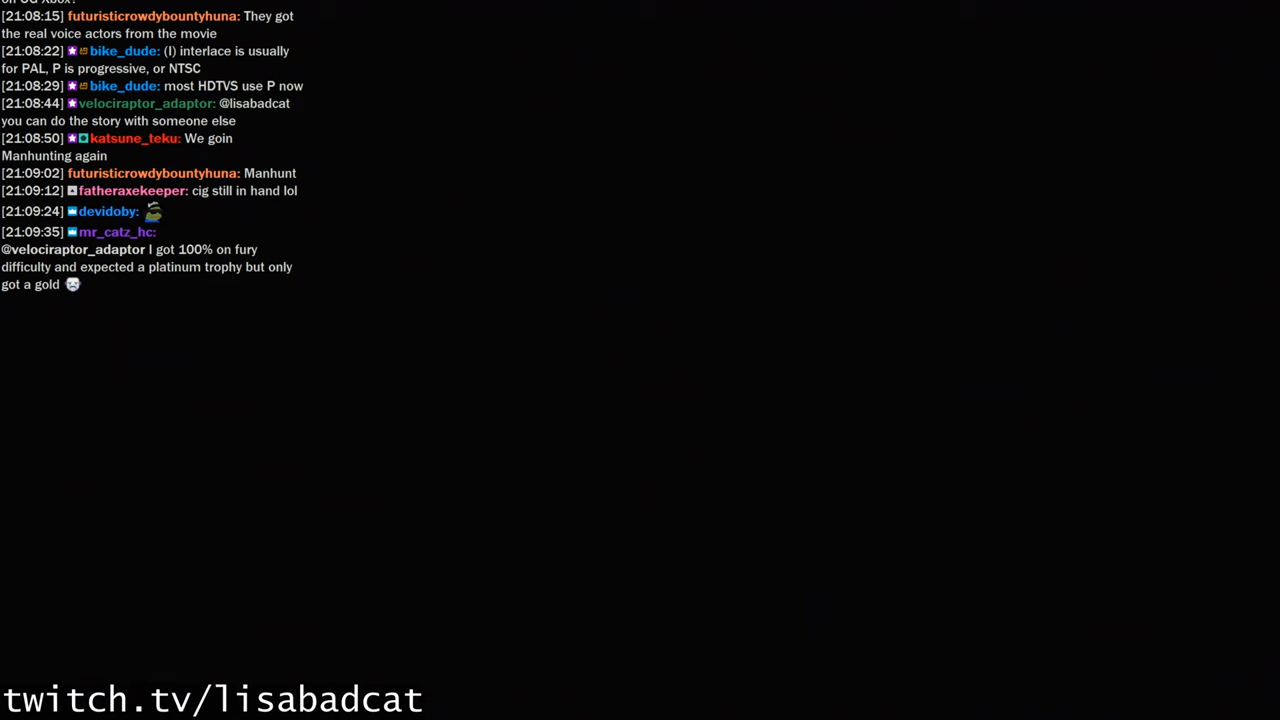 on OG Xbox?
[21:08:15] futuristicrowdybountyhuna: They got
the real voice actors from the movie
[21:08:22] bike_dude: (I) interlace is usually
for PAL, P is progressive, or NTSC
[21:08:29] bike_dude: most HDTVS use P now
[21:08:44] velociraptor_adaptor: @lisabadcat
you can do the story with someone else
[21:08:50] katsune_teku: We goin
Manhunting again
[21:09:02] futuristicrowdybountyhuna: Manhunt
[21:09:12] fatheraxekeeper: cig still in hand lol
[21:09:24] devidoby:
[21:09:35] mr_catz_hc:
@velociraptor_adaptor I got 100% on fury
difficulty and expected a platinum trophy but only
got a gold
twitch.tv/lisabadcat